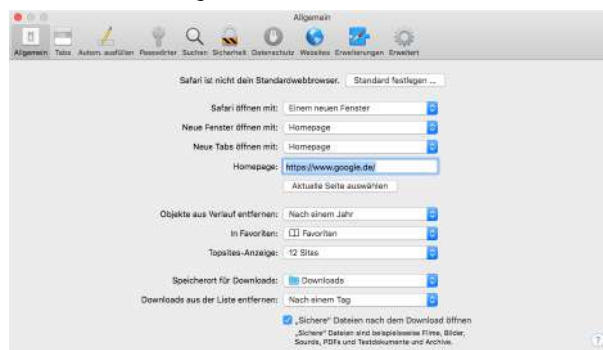 Allgemein
Allgemein Tabs Autom. ausfüllen Passwörter Suchen Sicherheit Datenschutz Websites Erweiterungen Erweitert
Safari ist nicht dein Standardwebbrowser. Standard festlegen ...
Safari öffnen mit: Einem neuen Fenster
Neue Fenster öffnen mit: Homepage
Neue Tabs öffnen mit: Homepage
Homepage: https://www.google.de/
Aktuelle Seite auswählen
Objekte aus Verlauf entfernen: Nach einem Jahr
In Favoriten: Favoriten
Topsites-Anzeige: 12 Sites
Speicherort für Downloads: Downloads
Downloads aus der Liste entfernen: Nach einem Tag
„Sichere“ Dateien nach dem Download öffnen
„Sichere“ Dateien sind beispielsweise Filme, Bilder,
Sounds, PDFs und Textdokumente und Archive.
?